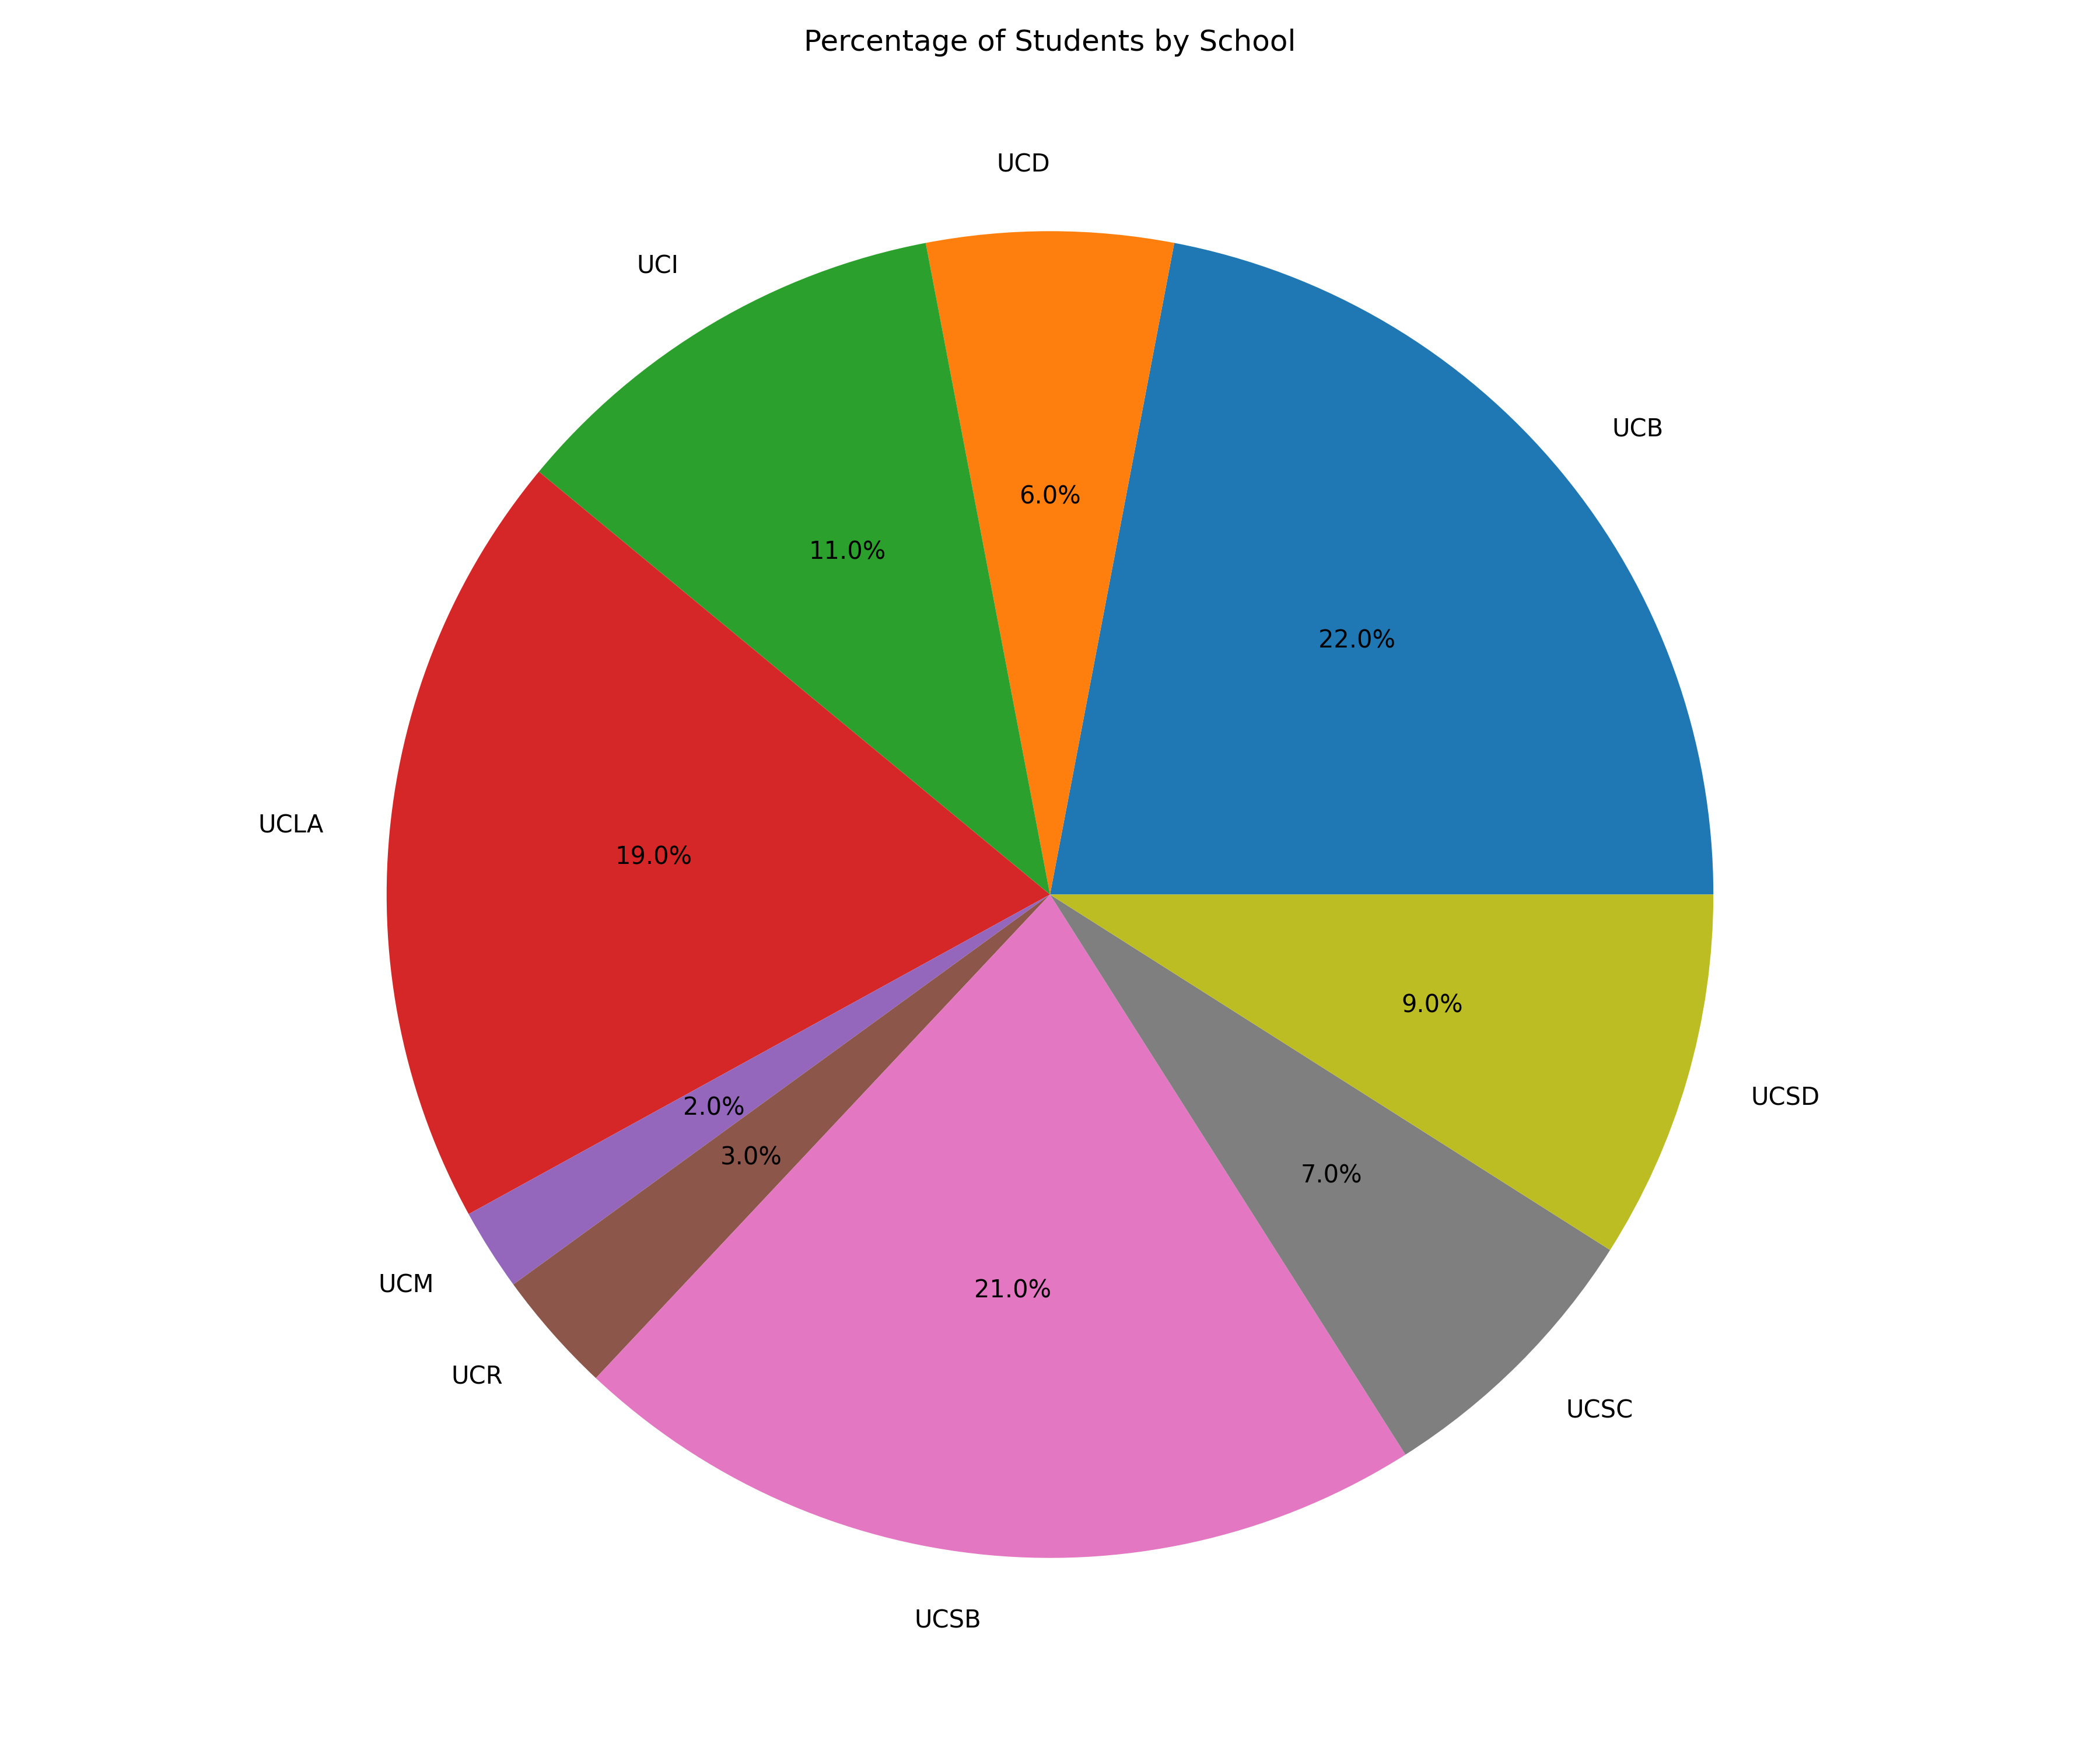 Percentage of Students by School
UCD
UCI
UCB
6.0%
11.0%
22.0%
UCLA
19.0%
9.0%
UCSD
2.0%
3.0%
7.0%
UCM
21.0%
UCR
UCSC
UCSB